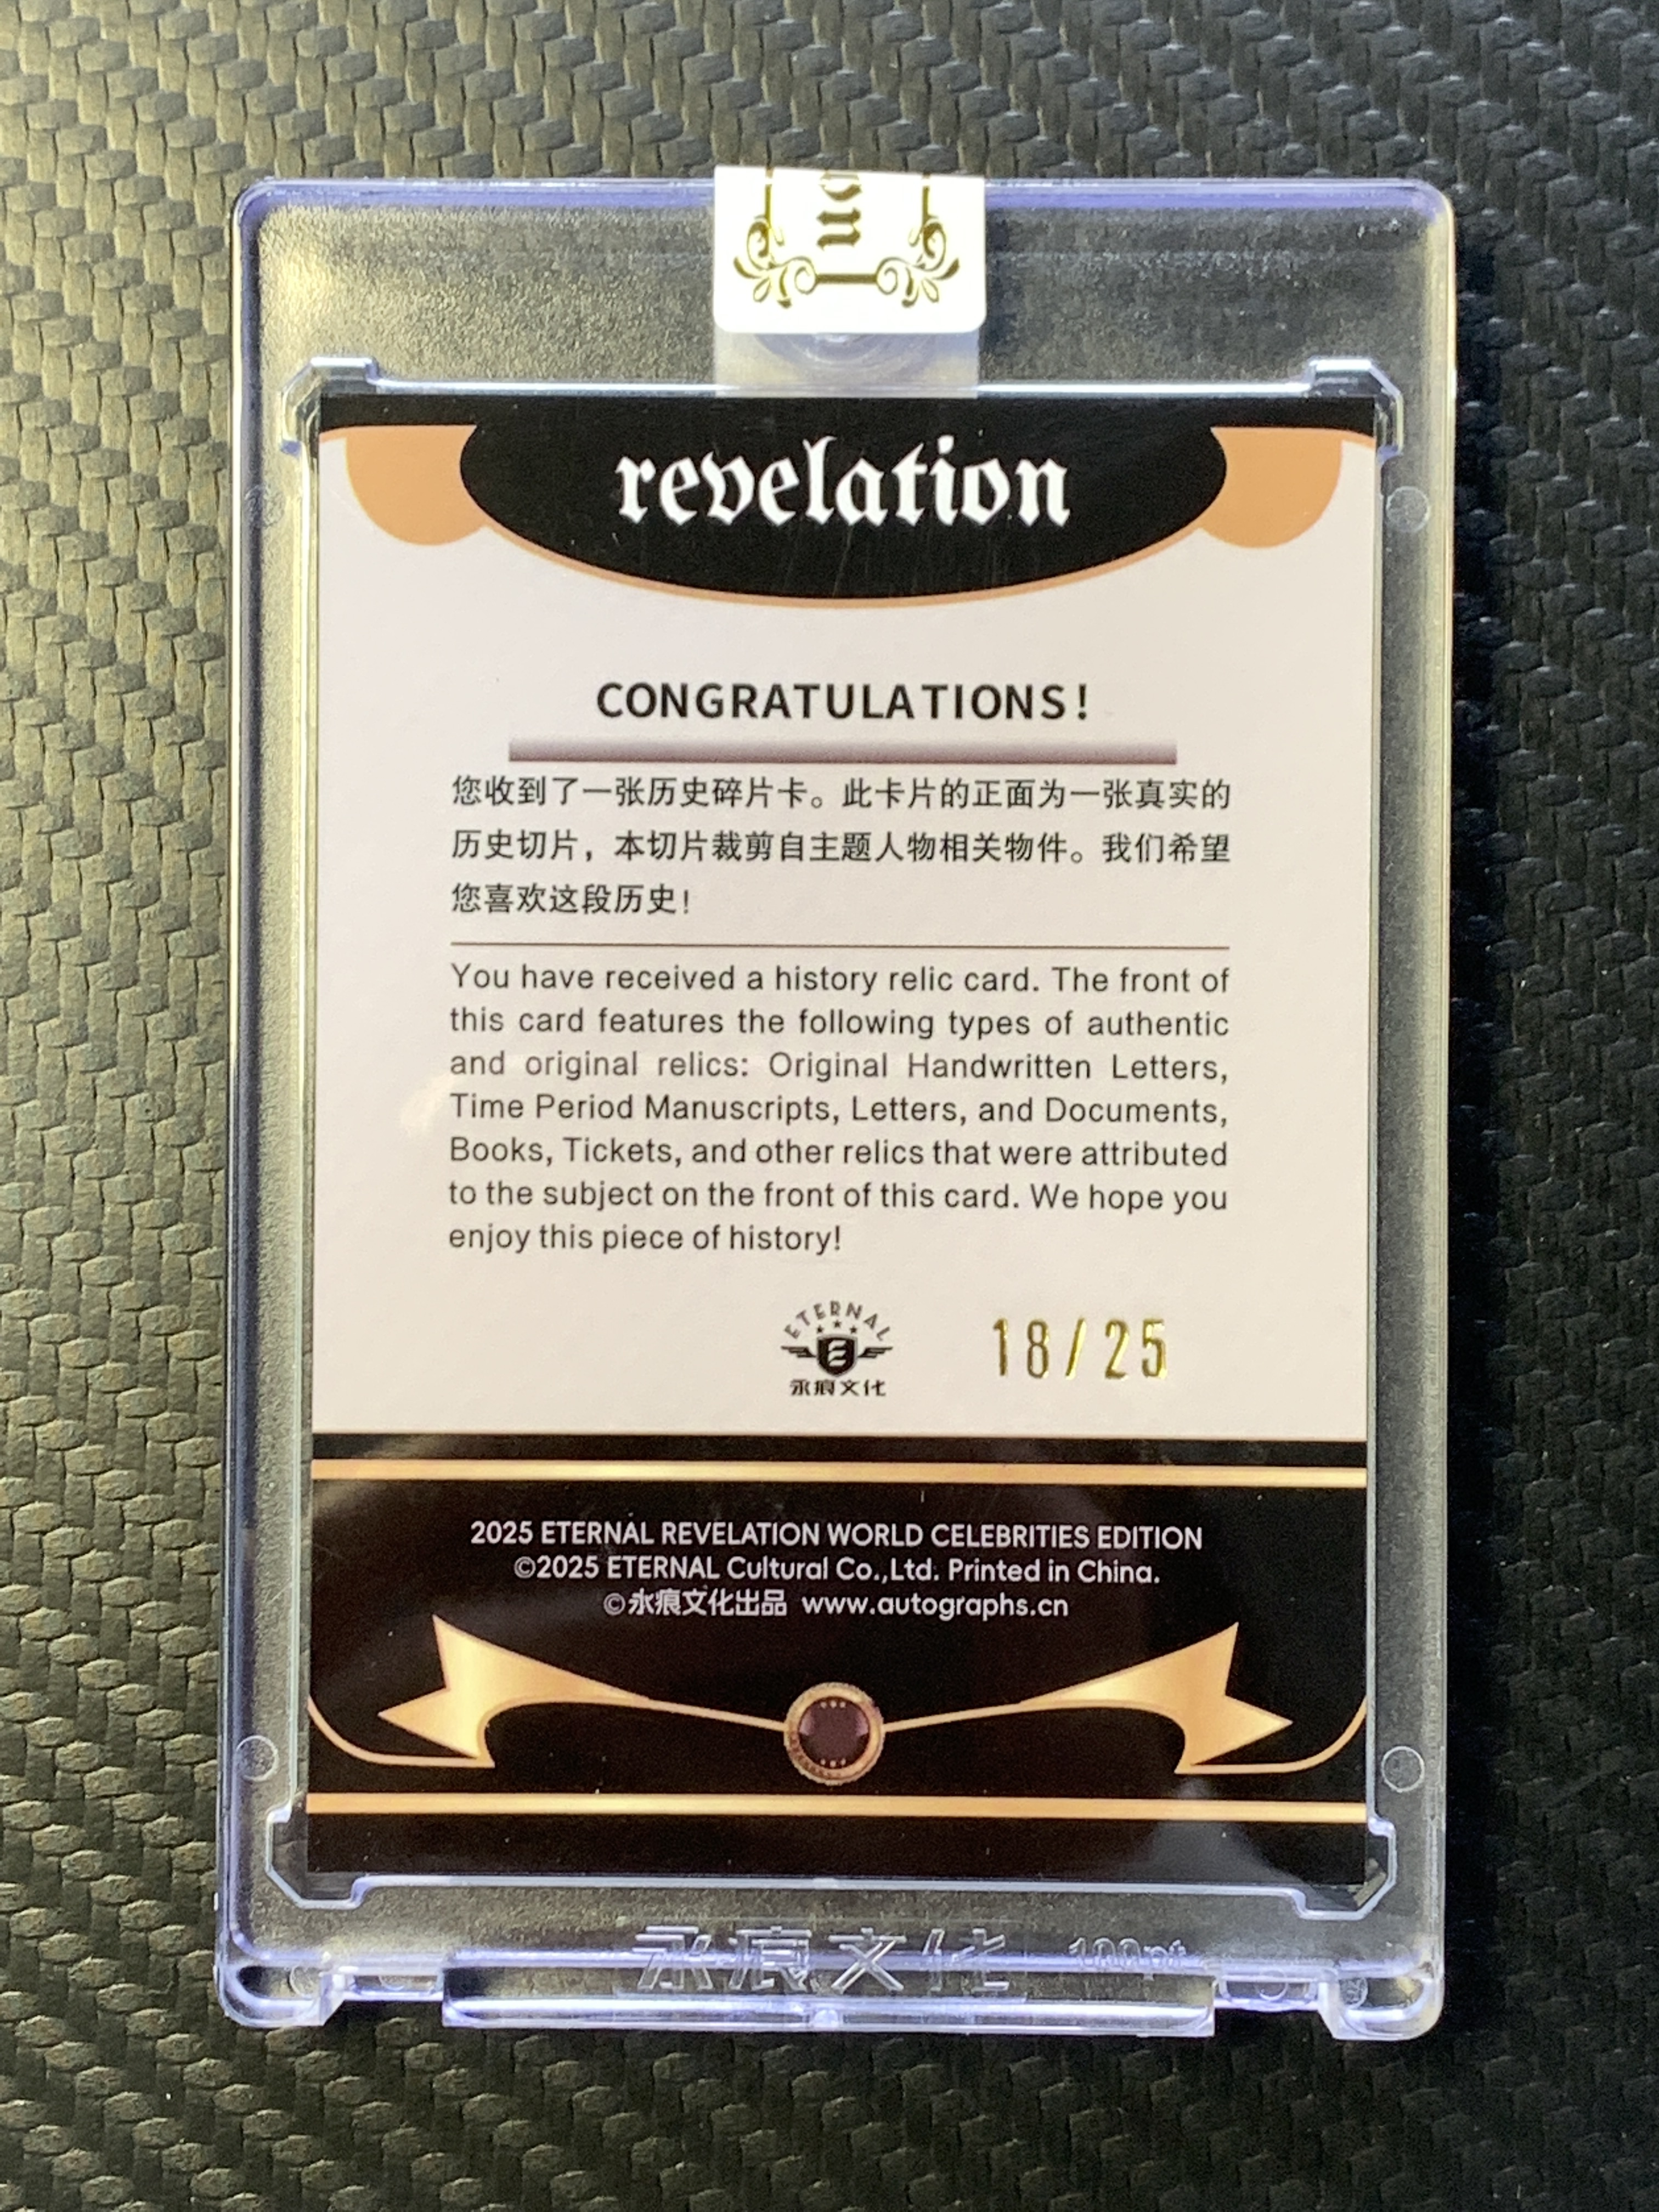 revelation
CONGRATULATIONS!
您收到了一张历史碎片卡。此卡片的正面为一张真实的
历史切片，本切片裁剪自主题人物相关物件。我们希望
您喜欢这段历史！
You have received a history relic card. The front of
this card features the following types of authentic
and original relics: Original Handwritten Letters,
Time Period Manuscripts, Letters, and Documents,
Books, Tickets, and other relics that were attributed
to the subject on the front of this card. We hope you
enjoy this piece of history!
ETERNAL
E
永痕文化
18/25
2025 ETERNAL REVELATION WORLD CELEBRITIES EDITION
©2025 ETERNAL Cultural Co.,Ltd. Printed in China.
©永痕文化出品 www.autographs.cn
永痕文化 100pt